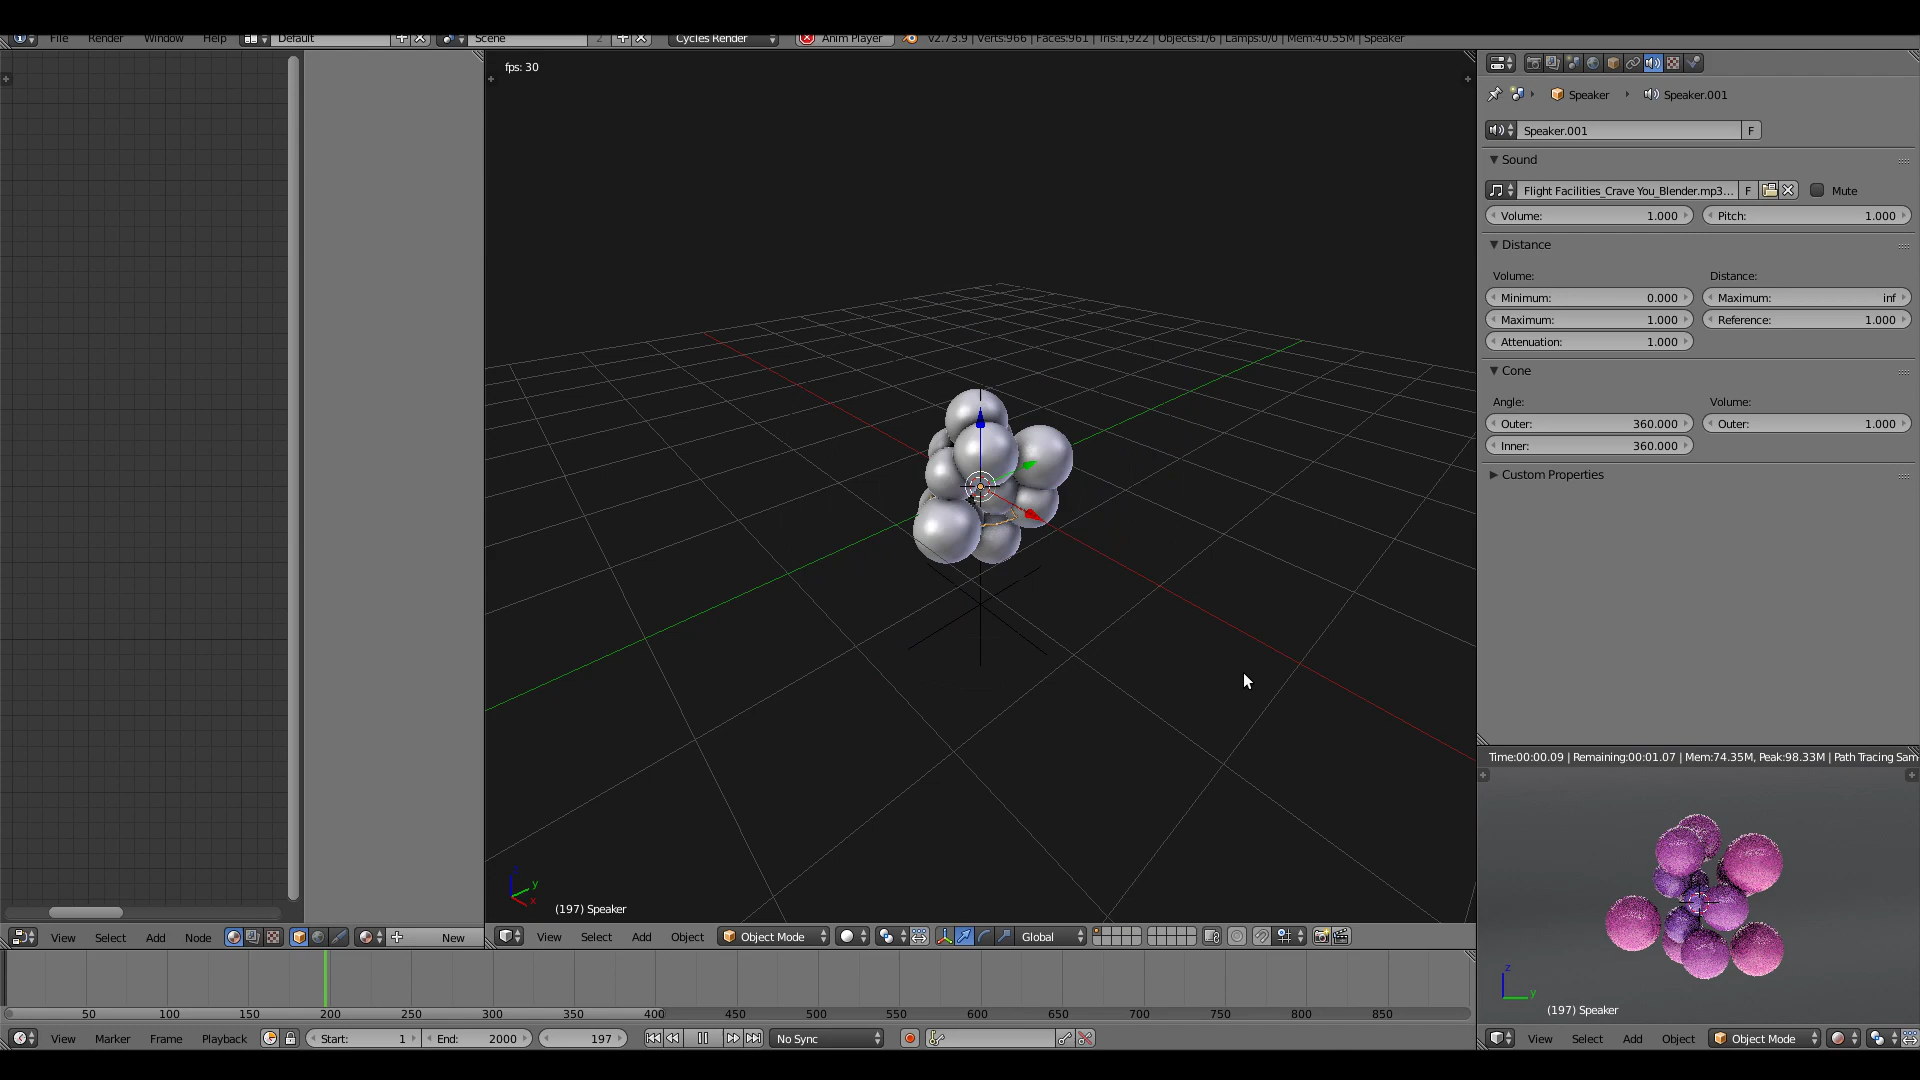 File Render Window Help Default Scene 2 Cycles Render Anim Player v2.73.9 | Verts:966 | Faces:961 | Tris:1,922 | Objects:1/6 | Lamps:0/0 | Mem:40.55M | Speaker
fps: 30
Speaker Speaker.001
Speaker.001 F
Sound
Flight Facilities_Crave You_Blender.mp3... F Mute
Volume: 1.000 Pitch: 1.000
Distance
Volume: Distance:
Minimum: 0.000 Maximum: inf
Maximum: 1.000 Reference: 1.000
Attenuation: 1.000
Cone
Angle: Volume:
Outer: 360.000 Outer: 1.000
Inner: 360.000
Custom Properties
Time:00:00.09 | Remaining:00:01.07 | Mem:74.35M, Peak:98.33M | Path Tracing Sam
z
y
x
(197) Speaker
z
y
(197) Speaker
View Select Add Node New
View Select Add Object Object Mode Global
50 100 150 200 250 300 350 400 450 500 550 600 650 700 750 800 850
View Marker Frame Playback Start: 1 End: 2000 197 No Sync
View Select Add Object Object Mode